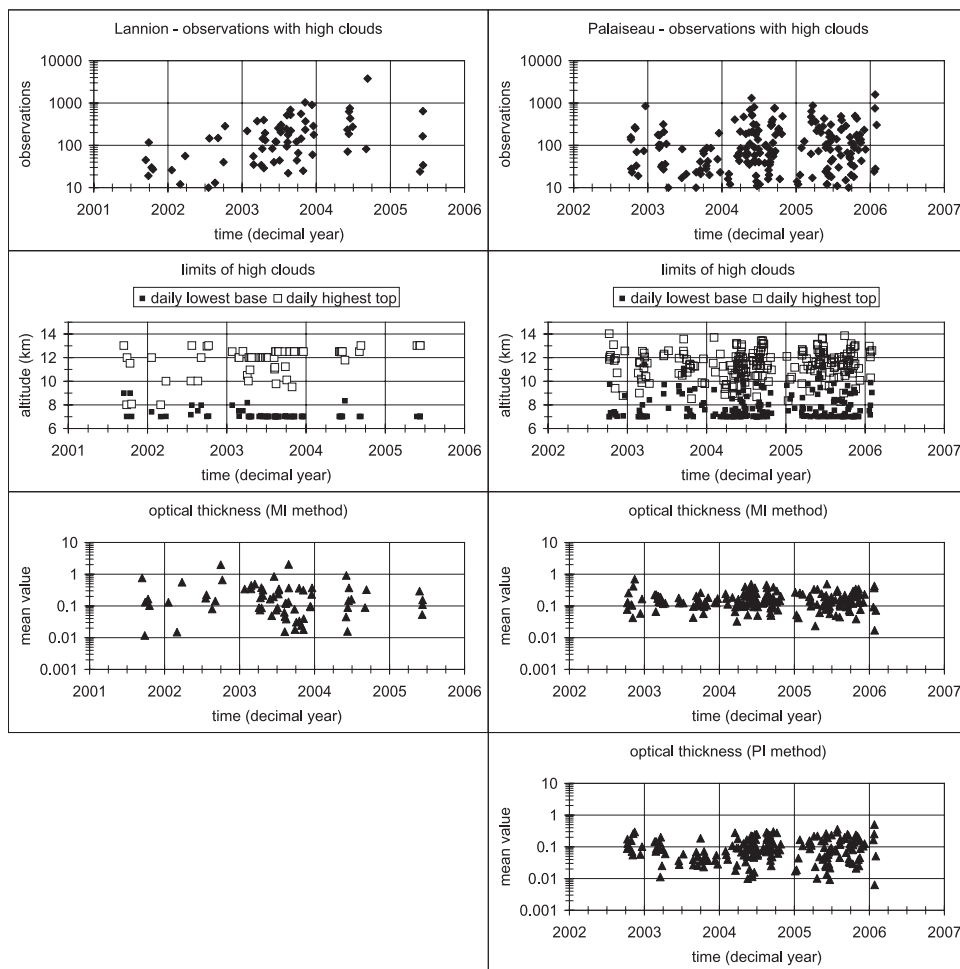 Lannion - observations with high clouds
10000
1000
100
10
observations
2001 2002 2003 2004 2005 2006
time (decimal year)
Palaiseau - observations with high clouds
10000
1000
100
10
observations
2002 2003 2004 2005 2006 2007
time (decimal year)
limits of high clouds
daily lowest base daily highest top
14
12
10
8
6
altitude (km)
2001 2002 2003 2004 2005 2006
time (decimal year)
limits of high clouds
daily lowest base daily highest top
14
12
10
8
6
altitude (km)
2002 2003 2004 2005 2006 2007
time (decimal year)
optical thickness (MI method)
10
1
0.1
0.01
0.001
mean value
2001 2002 2003 2004 2005 2006
time (decimal year)
optical thickness (MI method)
10
1
0.1
0.01
0.001
mean value
2002 2003 2004 2005 2006 2007
time (decimal year)
optical thickness (PI method)
10
1
0.1
0.01
0.001
mean value
2002 2003 2004 2005 2006 2007
time (decimal year)